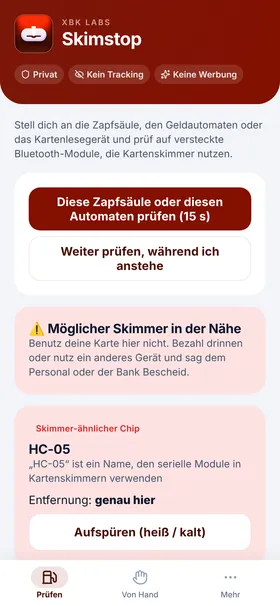 XBK LABS
Skimstop
Privat
Kein Tracking
Keine Werbung
Stell dich an die Zapfsäule, den Geldautomaten oder
das Kartenlesegerät und prüf auf versteckte
Bluetooth-Module, die Kartenskimmer nutzen.
Diese Zapfsäule oder diesen
Automaten prüfen (15 s)
Weiter prüfen, während ich
anstehe
⚠️ Möglicher Skimmer in der Nähe
Benutz deine Karte hier nicht. Bezahl drinnen
oder nutz ein anderes Gerät und sag dem
Personal oder der Bank Bescheid.
Skimmer-ähnlicher Chip
HC-05
„HC-05“ ist ein Name, den serielle Module in
Kartenskimmern verwenden
Entfernung: genau hier
Aufspüren (heiß / kalt)
Prüfen
Von Hand
Mehr